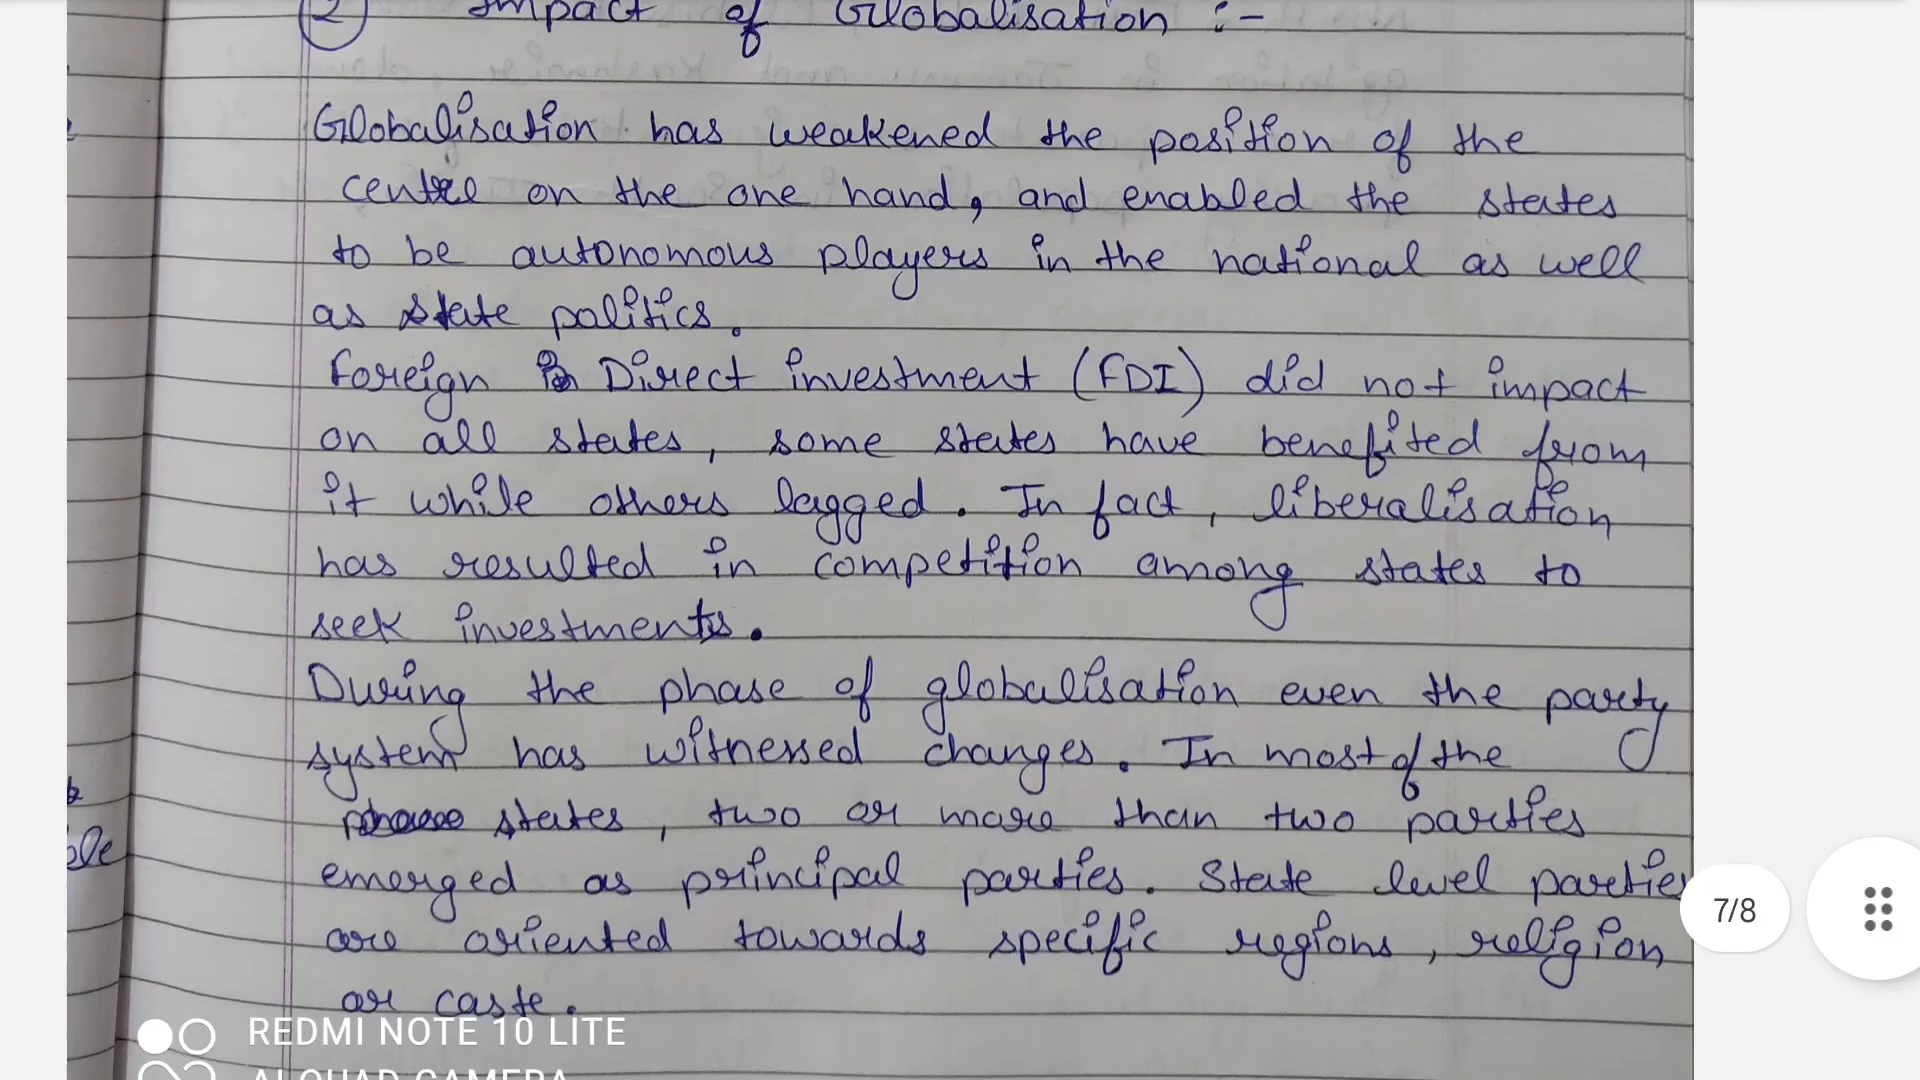 2 Impact of Globalisation :-
Globalisation has weakened the position of the
centre on the one hand, and enabled the states
to be autonomous players in the national as well
as state politics.
Foreign Direct investment (FDI) did not impact
on all states, some states have benefited from
it while others lagged. In fact, liberalisation
has resulted in competition among states to
seek investments.
During the phase of globalisation even the party
system has witnessed changes. In most of the
states, two or more than two parties
emerged as principal parties. State level parties
are oriented towards specific regions, religion
or caste.
7/8
REDMI NOTE 10 LITE
AI QUAD CAMERA